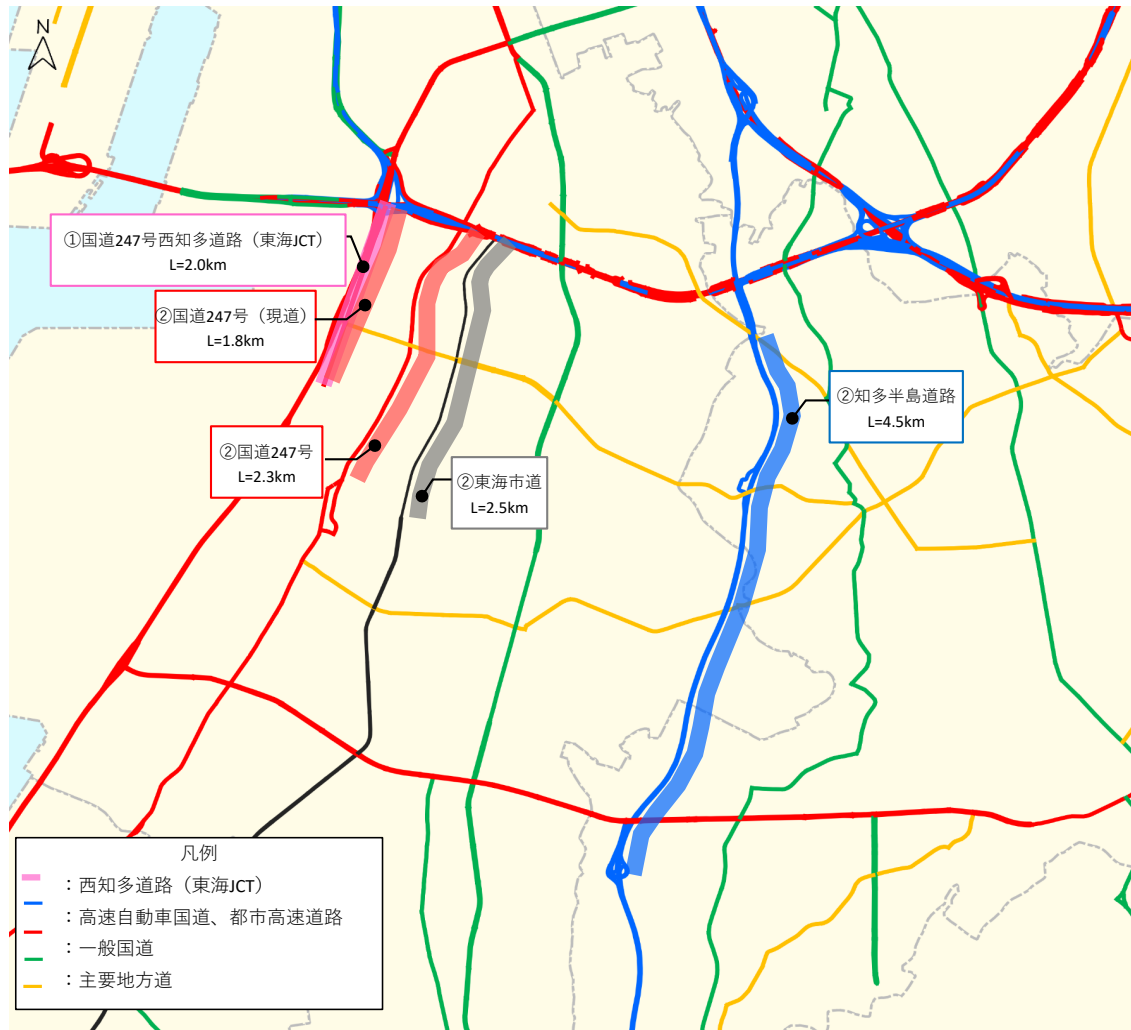 N
①国道247号西知多道路（東海JCT）
L=2.0km
②国道247号（現道）
L=1.8km
②知多半島道路
L=4.5km
②国道247号
L=2.3km
②東海市道
L=2.5km
凡例
：西知多道路（東海JCT）
：高速自動車国道、都市高速道路
：一般国道
：主要地方道